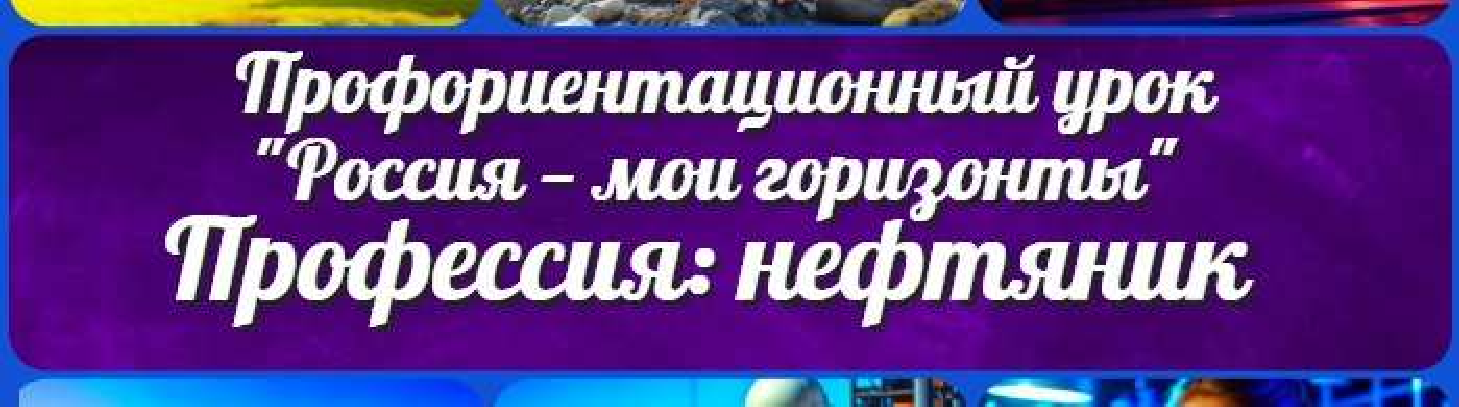 Профориентационный урок
"Россия – мои горизонты"
Профессия: нефтяник